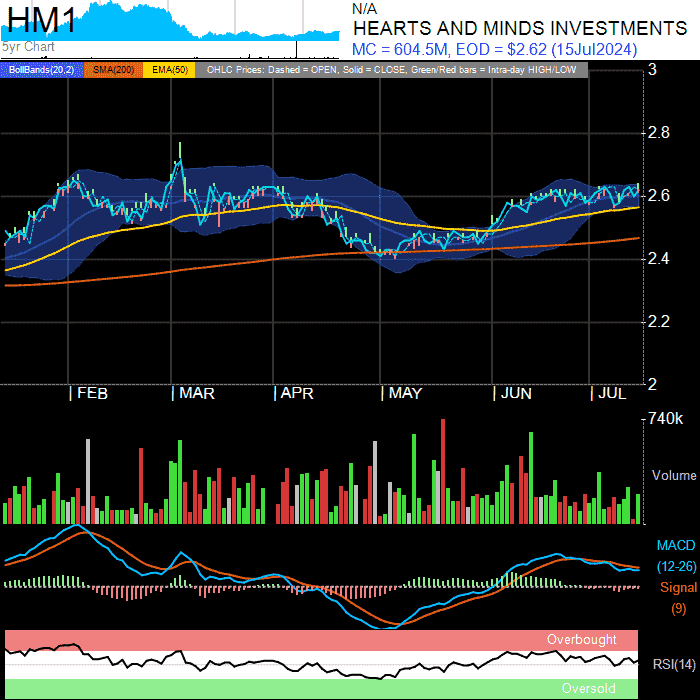 HM1
5yr Chart
N/A
HEARTS AND MINDS INVESTMENTS
MC = 604.5M, EOD = $2.62 (15Jul2024)
BollBands(20,2) SMA(200) EMA(50) OHLC Prices: Dashed = OPEN, Solid = CLOSE, Green/Red bars = Intra-day HIGH/LOW
3
2.8
2.6
2.4
2.2
2
FEB MAR APR MAY JUN JUL
740k
Volume
MACD
(12-26)
Signal
(9)
Overbought
RSI(14)
Oversold